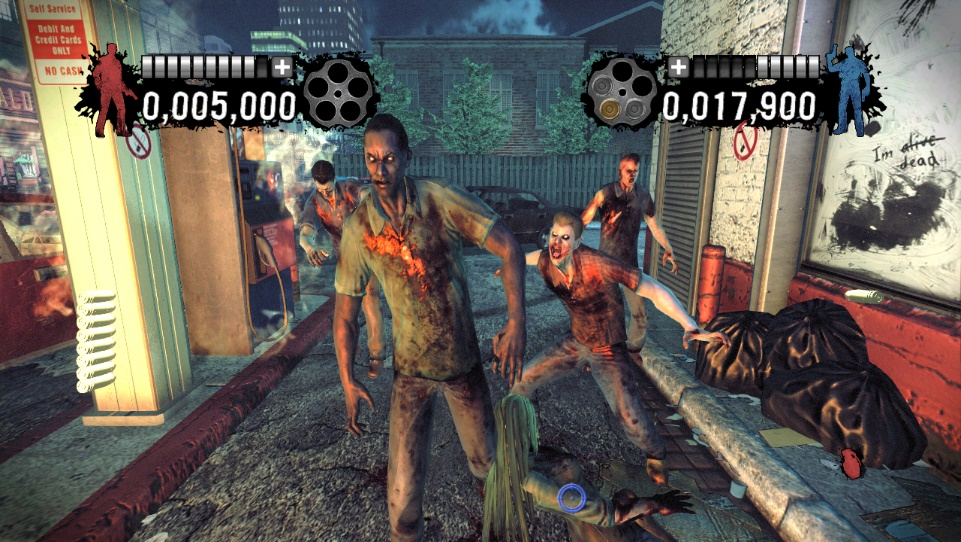 Self Service
Debit And
Credit Cards
ONLY
NO CASH
0,005,000
0,017,900
I'm alive
dead